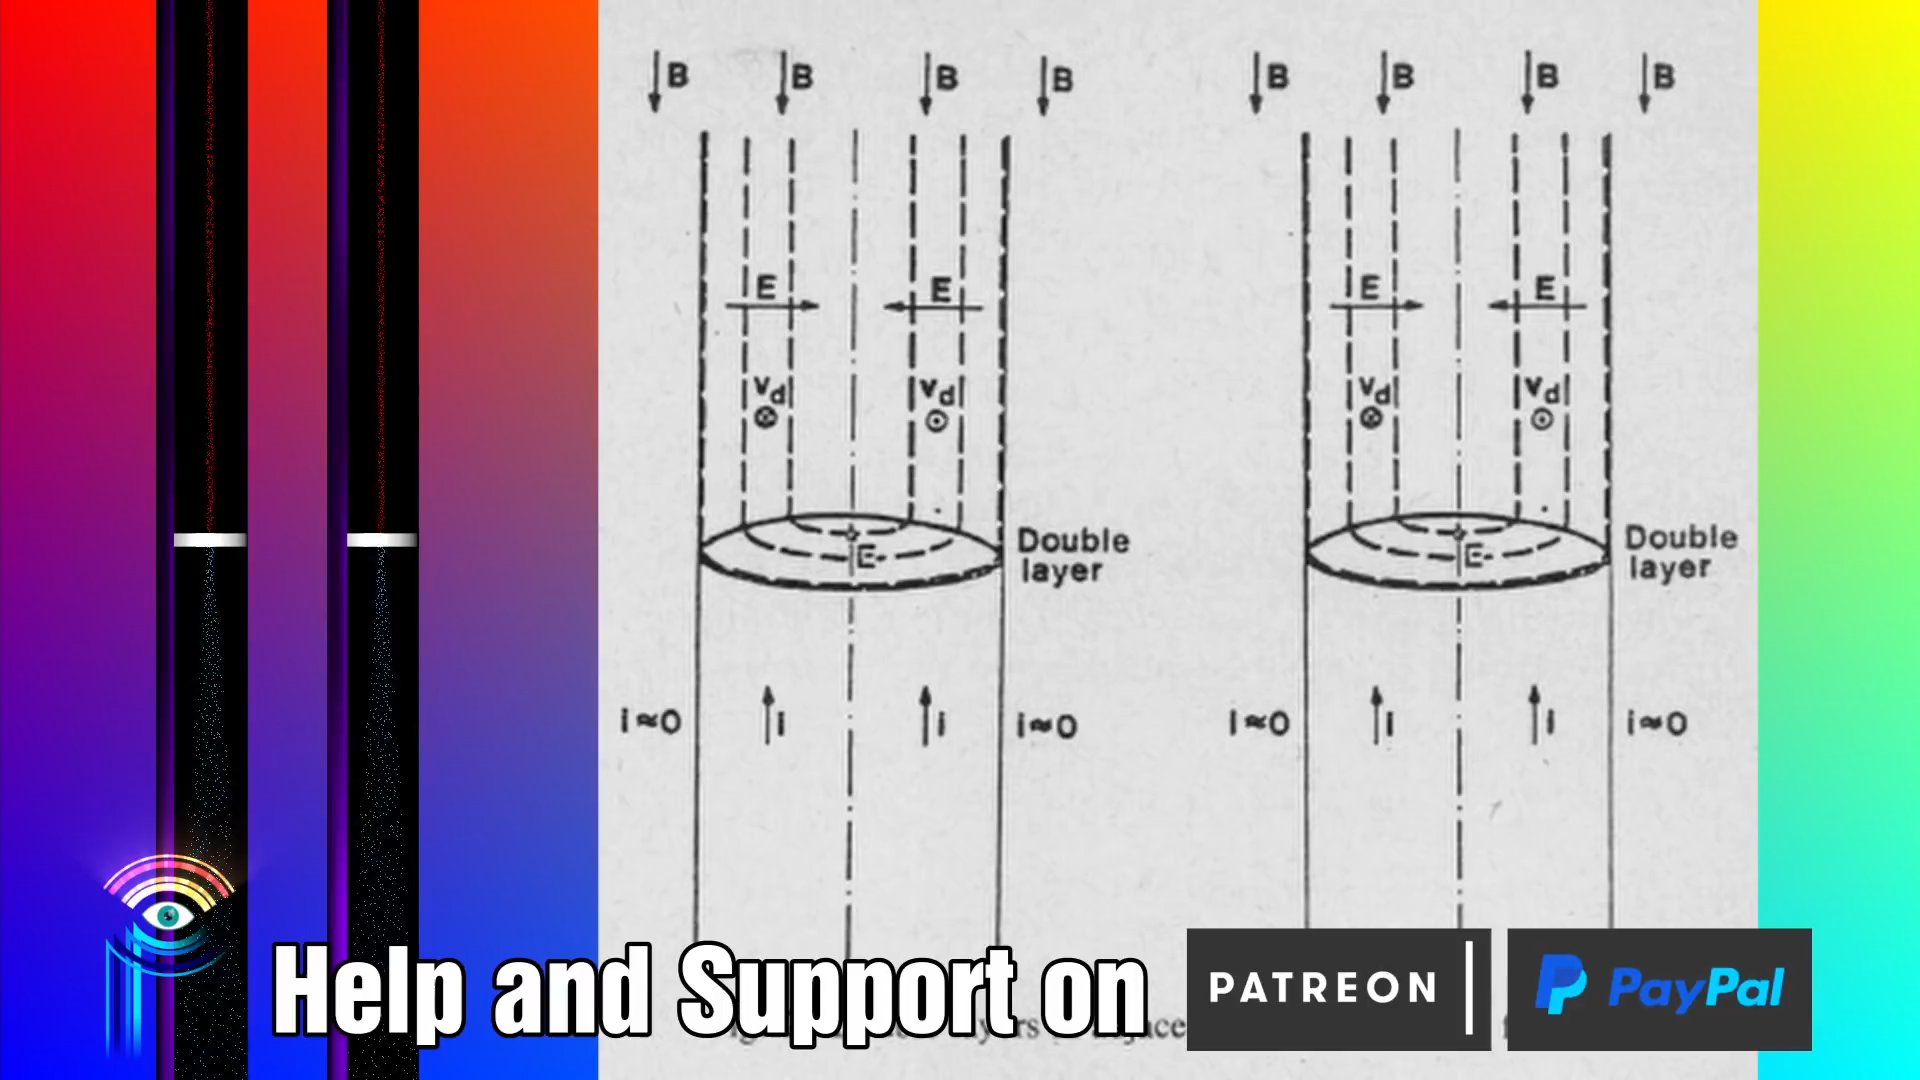 B B B B B B B B
E E E E
vd vd vd vd
E E
Double
layer
Double
layer
i≈0 i i i≈0 i≈0 i i i≈0
Help and Support on PATREON PayPal